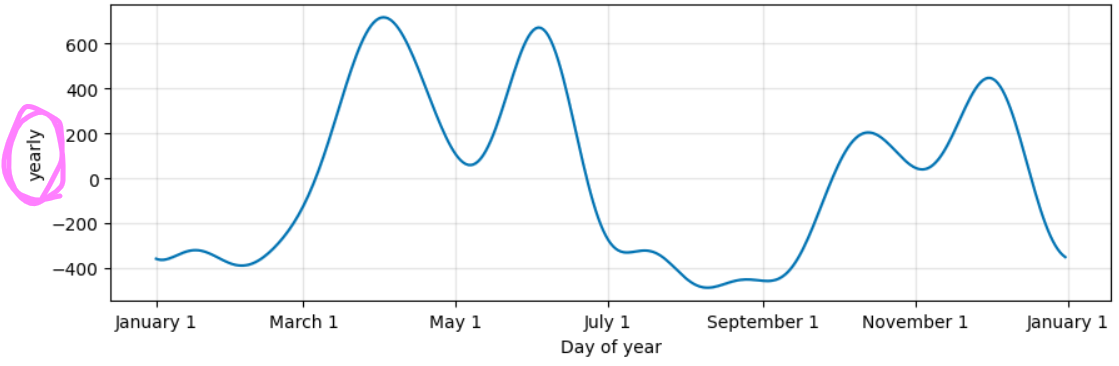 yearly
600
400
200
0
−200
−400
January 1 March 1 May 1 July 1 September 1 November 1 January 1
Day of year